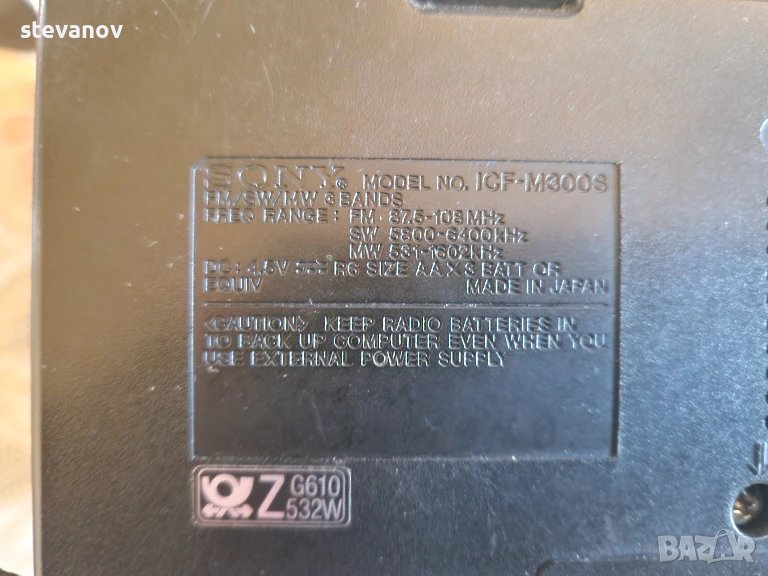 stevanov
SONY® MODEL NO. ICF-M300S
FM/SW/MW 3 BANDS
FREQ RANGE: FM 87.5-108 MHz
SW 5800-6400kHz
MW 531-1602kHz
DC: 4.5V R6 SIZE AA X 3 BATT OR
EQUIV MADE IN JAPAN
<CAUTION> KEEP RADIO BATTERIES IN
TO BACK UP COMPUTER EVEN WHEN YOU
USE EXTERNAL POWER SUPPLY
Z G610
532W
BAZAR